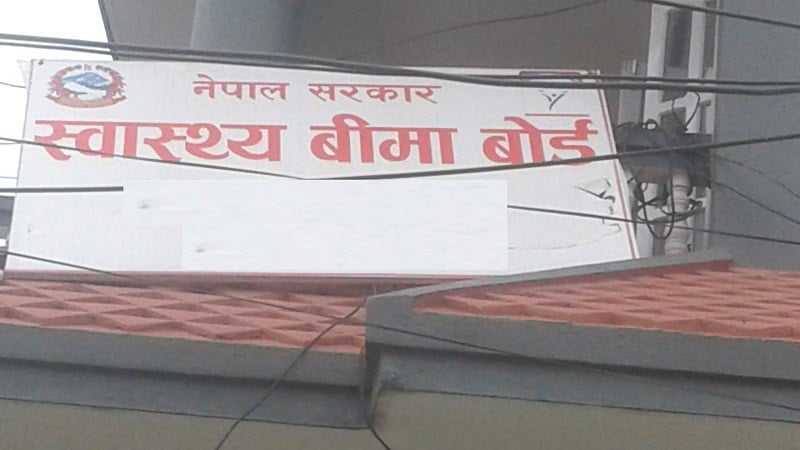 नेपाल सरकार
स्वास्थ्य बीमा बोर्ड